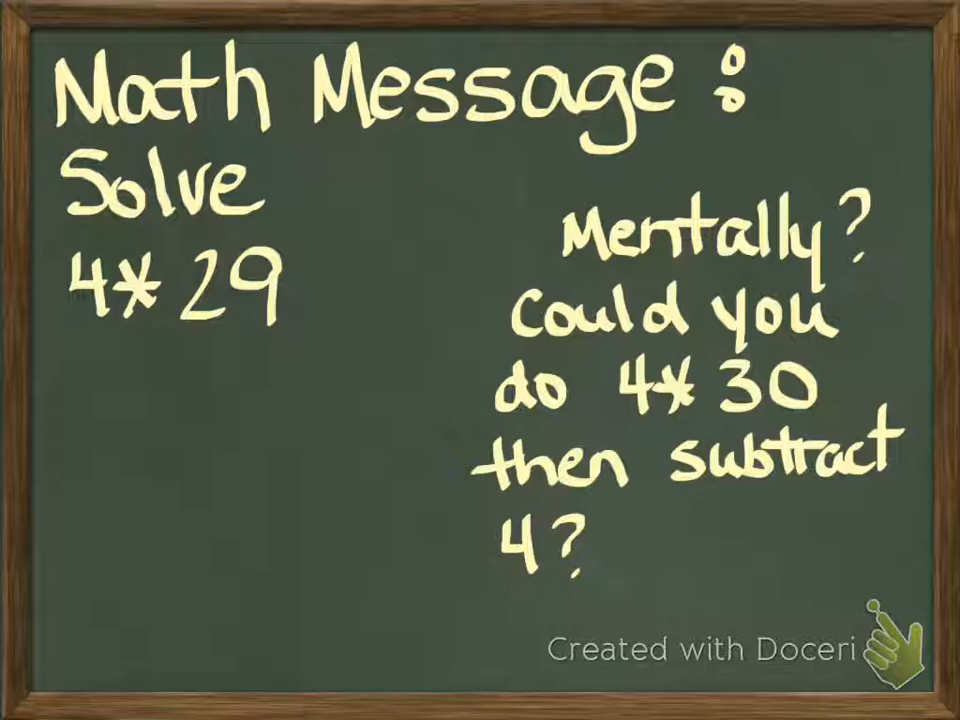 Math Message :
Solve
4* 29
Mentally ?
Could you
do 4* 30
then subtract
4?
Created with Doceri